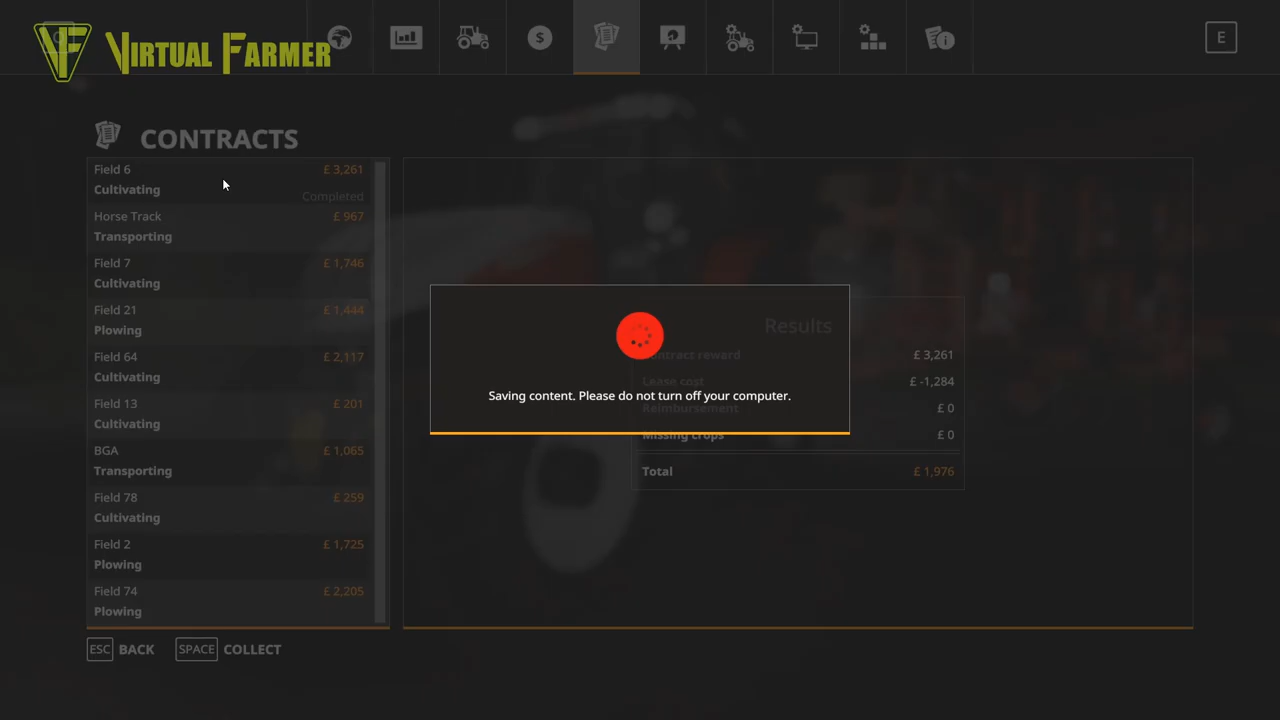 VIRTUAL FARMER
E
CONTRACTS
Field 6 £ 3,261
Cultivating
Completed
Horse Track £ 967
Transporting
Field 7 £ 1,746
Cultivating
Field 21 £ 1,444
Plowing
Field 64 £ 2,117
Cultivating
Field 13 £ 201
Cultivating
BGA £ 1,065
Transporting
Field 78 £ 259
Cultivating
Field 2 £ 1,725
Plowing
Field 74 £ 2,205
Plowing
Saving content. Please do not turn off your computer.
Results
Contract reward £ 3,261
Lease cost £ -1,284
Reimbursement £ 0
Missing crops £ 0
Total £ 1,976
ESC BACK SPACE COLLECT